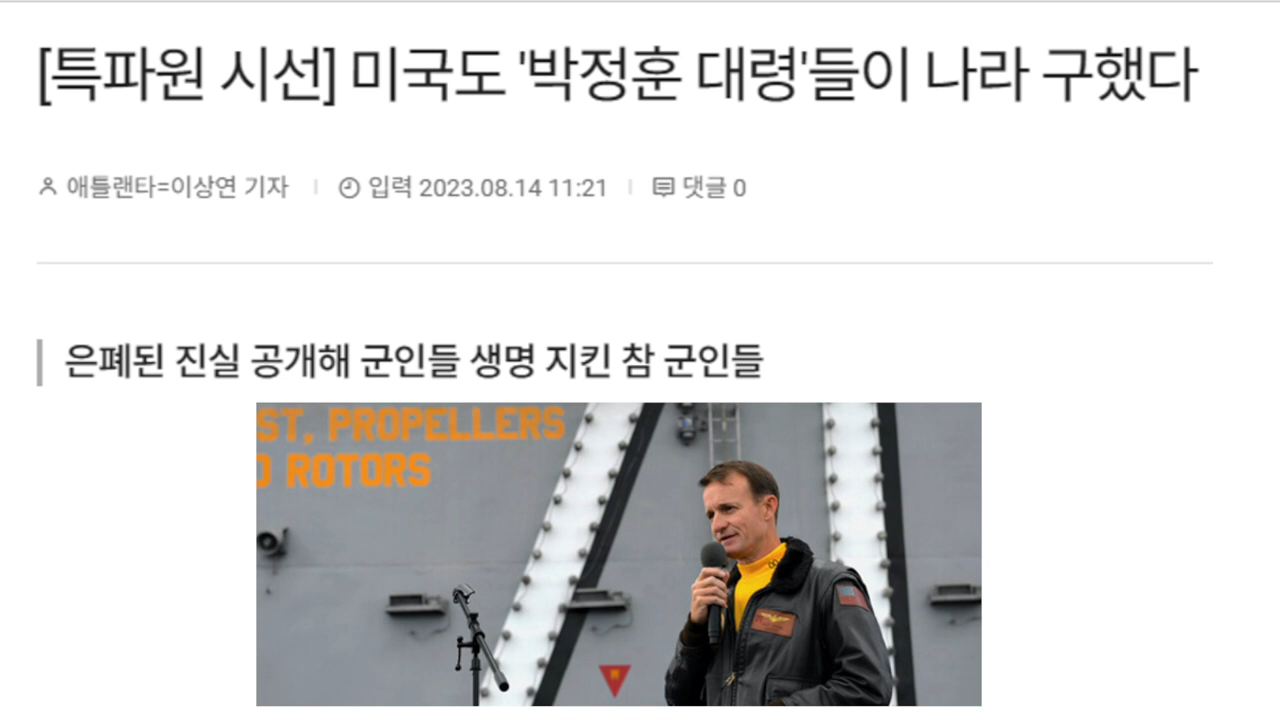 [특파원 시선] 미국도 '박정훈 대령'들이 나라 구했다
애틀랜타=이상연 기자 입력 2023.08.14 11:21 댓글 0
은폐된 진실 공개해 군인들 생명 지킨 참 군인들
ST, PROPELLERS
ROTORS